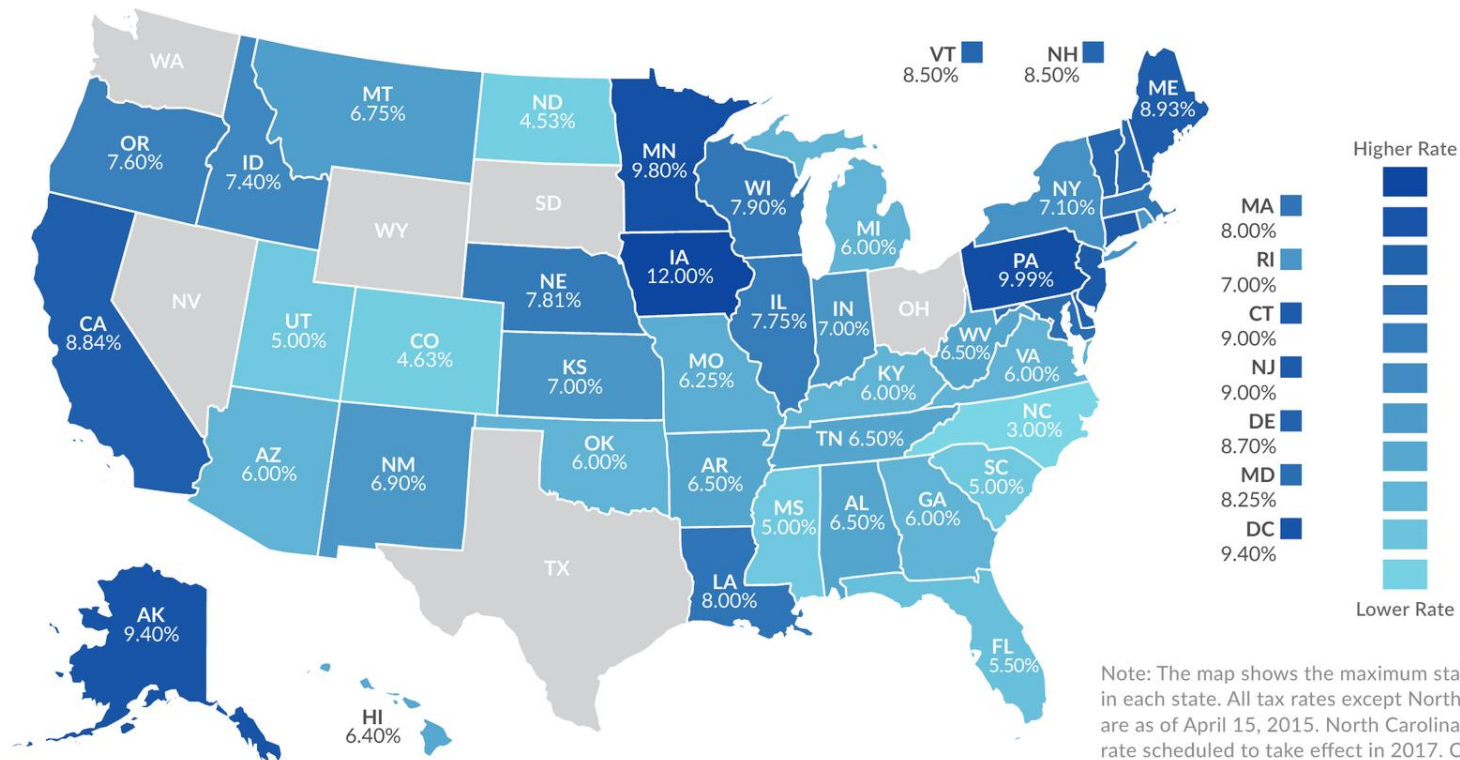 WA
MT
6.75%
ND
4.53%
MN
9.80%
VT
8.50%
NH
8.50%
ME
8.93%
OR
7.60%
ID
7.40%
WY
SD
WI
7.90%
MI
6.00%
NY
7.10%
NV
UT
5.00%
CO
4.63%
NE
7.81%
IA
12.00%
IL
7.75%
IN
7.00%
OH
PA
9.99%
CA
8.84%
AZ
6.00%
NM
6.90%
KS
7.00%
OK
6.00%
TX
MO
6.25%
AR
6.50%
LA
8.00%
KY
6.00%
WV
6.50%
VA
6.00%
TN 6.50%
NC
3.00%
SC
5.00%
MS
5.00%
AL
6.50%
GA
6.00%
FL
5.50%
AK
9.40%
HI
6.40%
MA
8.00%
RI
7.00%
CT
9.00%
NJ
9.00%
DE
8.70%
MD
8.25%
DC
9.40%
Higher Rate
Lower Rate
Note: The map shows the maximum sta
in each state. All tax rates except North
are as of April 15, 2015. North Carolina
rate scheduled to take effect in 2017. C